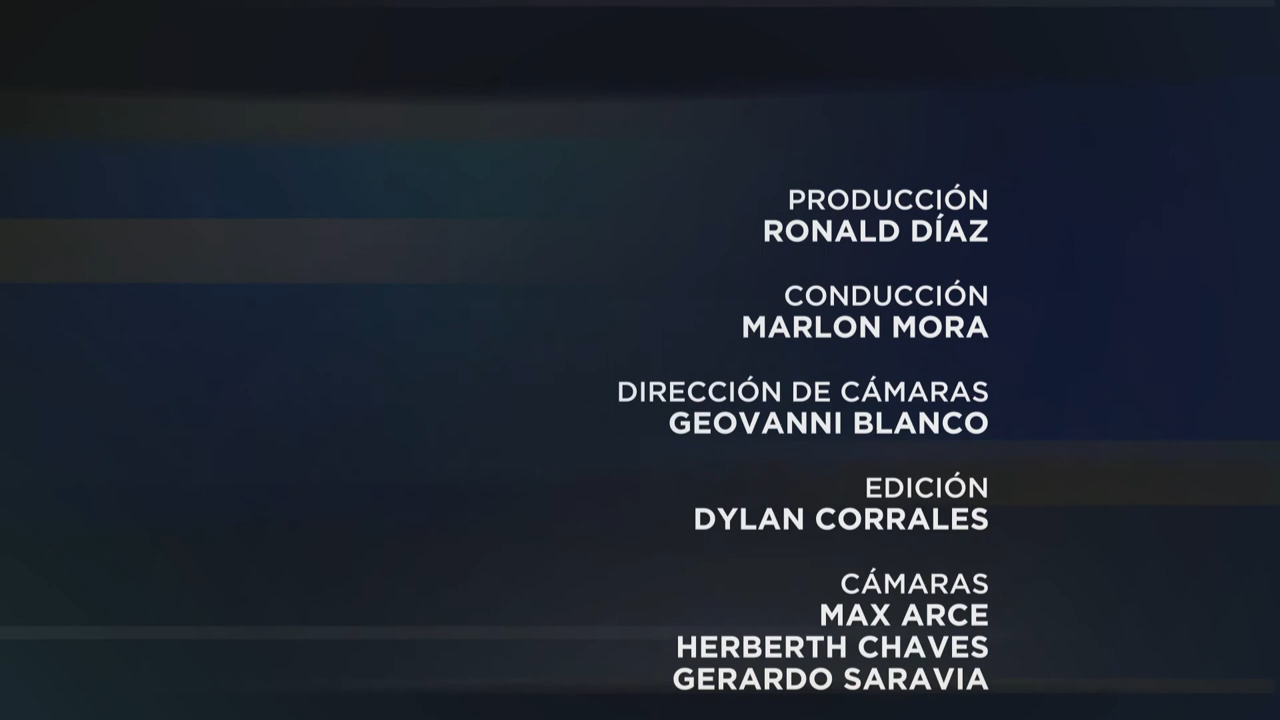 PRODUCCIÓN
RONALD DÍAZ
CONDUCCIÓN
MARLON MORA
DIRECCIÓN DE CÁMARAS
GEOVANNI BLANCO
EDICIÓN
DYLAN CORRALES
CÁMARAS
MAX ARCE
HERBERTH CHAVES
GERARDO SARAVIA